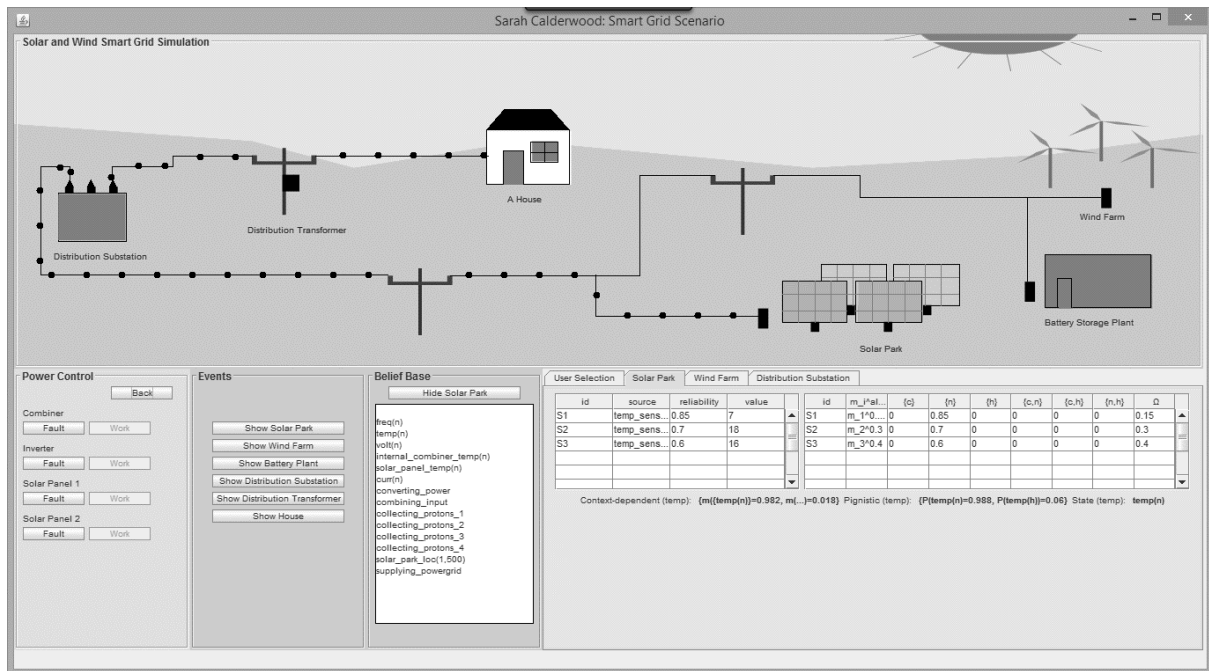 Sarah Calderwood: Smart Grid Scenario
Solar and Wind Smart Grid Simulation
A House
Distribution Transformer
Distribution Substation
Wind Farm
Battery Storage Plant
Solar Park
Power Control
Back
Combiner
Fault Work
Inverter
Fault Work
Solar Panel 1
Fault Work
Solar Panel 2
Fault Work
Events
Show Solar Park
Show Wind Farm
Show Battery Plant
Show Distribution Substation
Show Distribution Transformer
Show House
Belief Base
Hide Solar Park
freq(n)
temp(n)
volt(n)
internal_combiner_temp(n)
solar_panel_temp(n)
curr(n)
converting_power
combining_input
collecting_protons_1
collecting_protons_2
collecting_protons_3
collecting_protons_4
solar_park_loc(1,500)
supplying_powergrid
User Selection Solar Park Wind Farm Distribution Substation
id source reliability value
S1 temp_sens... 0.85 7
S2 temp_sens... 0.7 18
S3 temp_sens... 0.6 16
id m_i^al... {c} {n} {h} {c,n} {c,h} {n,h} Ω
S1 m_1^0.... 0 0.85 0 0 0 0 0.15
S2 m_2^0.3 0 0.7 0 0 0 0 0.3
S3 m_3^0.4 0 0.6 0 0 0 0 0.4
Context-dependent (temp): {m({temp(n)}=0.982, m(...)=0.018} Pignistic (temp): {P(temp(n)=0.988, P(temp(h))=0.06} State (temp): temp(n)